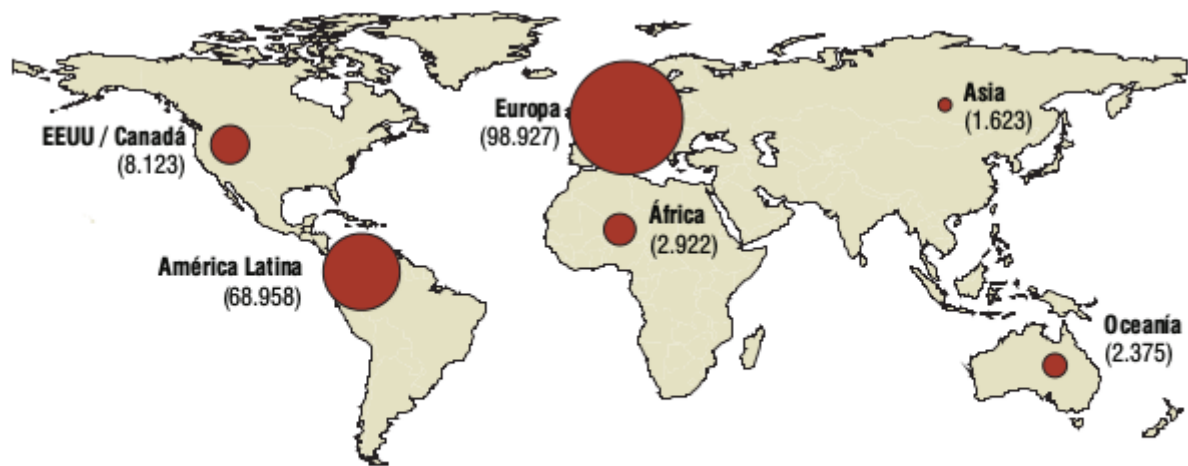 EEUU / Canadá
(8.123)
América Latina
(68.958)
Europa
(98.927)
África
(2.922)
Asia
(1.623)
Oceanía
(2.375)